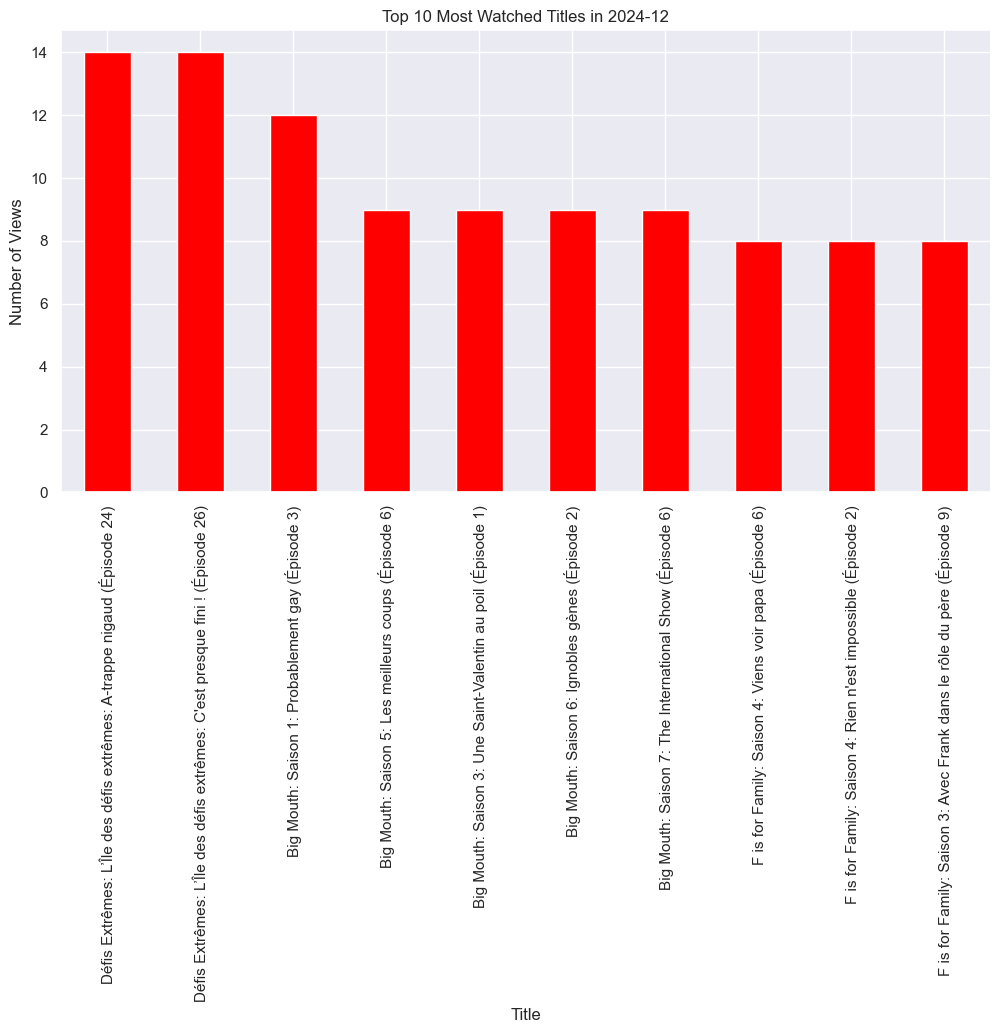 Top 10 Most Watched Titles in 2024-12
Number of Views
14
12
10
8
6
4
2
0
Défis Extrêmes: L’Île des défis extrêmes: A-trappe nigaud (Épisode 24)
Défis Extrêmes: L’Île des défis extrêmes: C'est presque fini ! (Épisode 26)
Big Mouth: Saison 1: Probablement gay (Épisode 3)
Big Mouth: Saison 5: Les meilleurs coups (Épisode 6)
Big Mouth: Saison 3: Une Saint-Valentin au poil (Épisode 1)
Big Mouth: Saison 6: Ignobles gènes (Épisode 2)
Big Mouth: Saison 7: The International Show (Épisode 6)
F is for Family: Saison 4: Viens voir papa (Épisode 6)
F is for Family: Saison 4: Rien n'est impossible (Épisode 2)
F is for Family: Saison 3: Avec Frank dans le rôle du père (Épisode 9)
Title